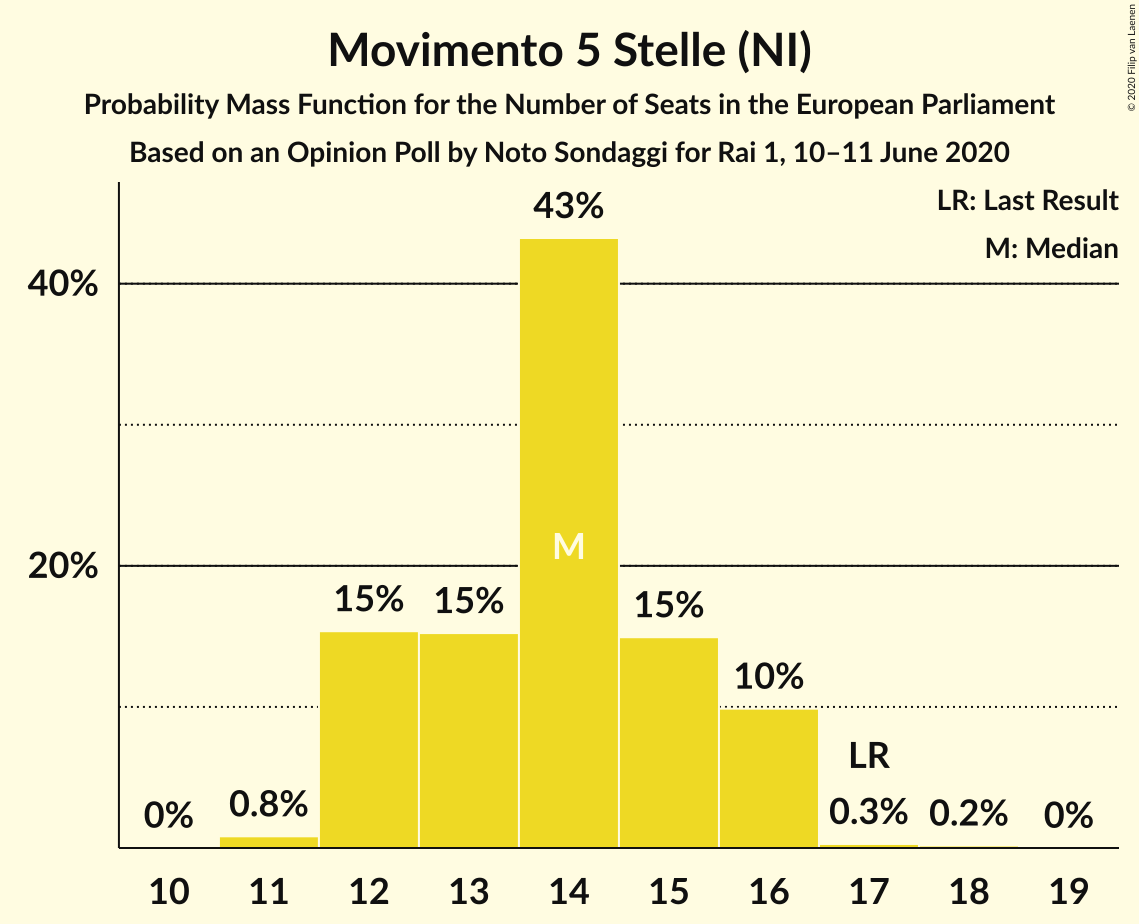 Movimento 5 Stelle (NI)
Probability Mass Function for the Number of Seats in the European Parliament
Based on an Opinion Poll by Noto Sondaggi for Rai 1, 10–11 June 2020
© 2020 Filip van Laenen
LR: Last Result
M: Median
40%
20%
0%
0.8%
15%
15%
43%
M
15%
10%
LR
0.3%
0.2%
0%
10 11 12 13 14 15 16 17 18 19